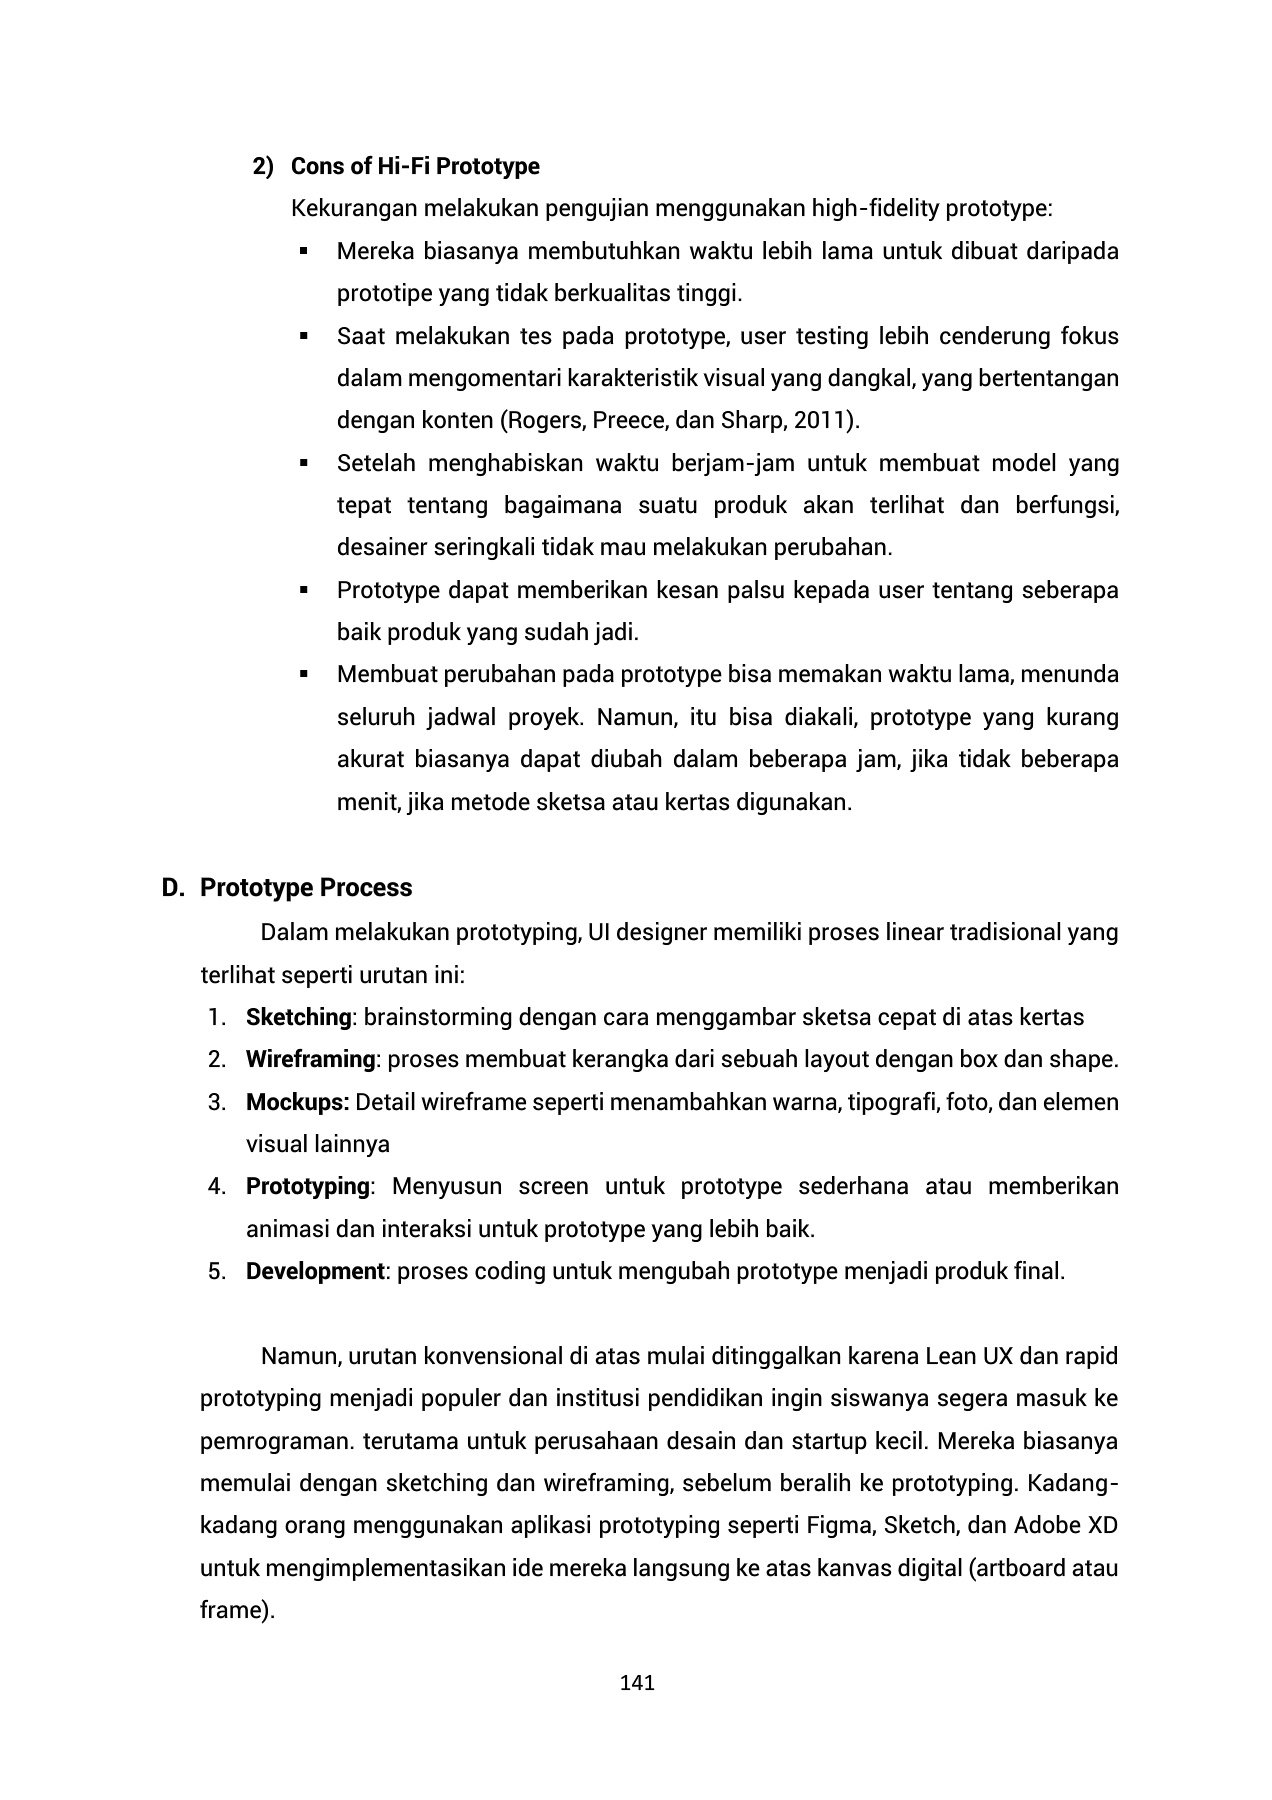 2) Cons of Hi-Fi Prototype
Kekurangan melakukan pengujian menggunakan high-fidelity prototype:
▪ Mereka biasanya membutuhkan waktu lebih lama untuk dibuat daripada
prototipe yang tidak berkualitas tinggi.
▪ Saat melakukan tes pada prototype, user testing lebih cenderung fokus
dalam mengomentari karakteristik visual yang dangkal, yang bertentangan
dengan konten (Rogers, Preece, dan Sharp, 2011).
▪ Setelah menghabiskan waktu berjam-jam untuk membuat model yang
tepat tentang bagaimana suatu produk akan terlihat dan berfungsi,
desainer seringkali tidak mau melakukan perubahan.
▪ Prototype dapat memberikan kesan palsu kepada user tentang seberapa
baik produk yang sudah jadi.
▪ Membuat perubahan pada prototype bisa memakan waktu lama, menunda
seluruh jadwal proyek. Namun, itu bisa diakali, prototype yang kurang
akurat biasanya dapat diubah dalam beberapa jam, jika tidak beberapa
menit, jika metode sketsa atau kertas digunakan.
D. Prototype Process
Dalam melakukan prototyping, UI designer memiliki proses linear tradisional yang
terlihat seperti urutan ini:
1. Sketching: brainstorming dengan cara menggambar sketsa cepat di atas kertas
2. Wireframing: proses membuat kerangka dari sebuah layout dengan box dan shape.
3. Mockups: Detail wireframe seperti menambahkan warna, tipografi, foto, dan elemen
visual lainnya
4. Prototyping: Menyusun screen untuk prototype sederhana atau memberikan
animasi dan interaksi untuk prototype yang lebih baik.
5. Development: proses coding untuk mengubah prototype menjadi produk final.
Namun, urutan konvensional di atas mulai ditinggalkan karena Lean UX dan rapid
prototyping menjadi populer dan institusi pendidikan ingin siswanya segera masuk ke
pemrograman. terutama untuk perusahaan desain dan startup kecil. Mereka biasanya
memulai dengan sketching dan wireframing, sebelum beralih ke prototyping. Kadang-
kadang orang menggunakan aplikasi prototyping seperti Figma, Sketch, dan Adobe XD
untuk mengimplementasikan ide mereka langsung ke atas kanvas digital (artboard atau
frame).
141